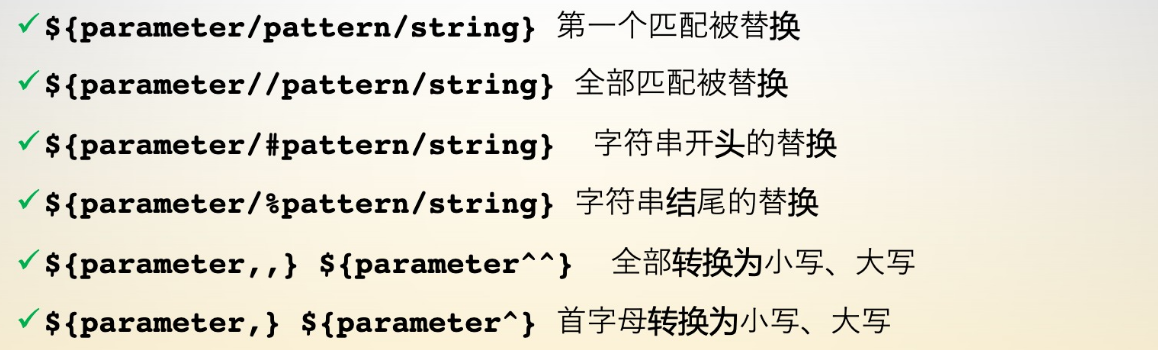 ✓${parameter/pattern/string} 第一个匹配被替换
✓${parameter//pattern/string} 全部匹配被替换
✓${parameter/#pattern/string} 字符串开头的替换
✓${parameter/%pattern/string} 字符串结尾的替换
✓${parameter,,} ${parameter^^} 全部转换为小写、大写
✓${parameter,} ${parameter^} 首字母转换为小写、大写